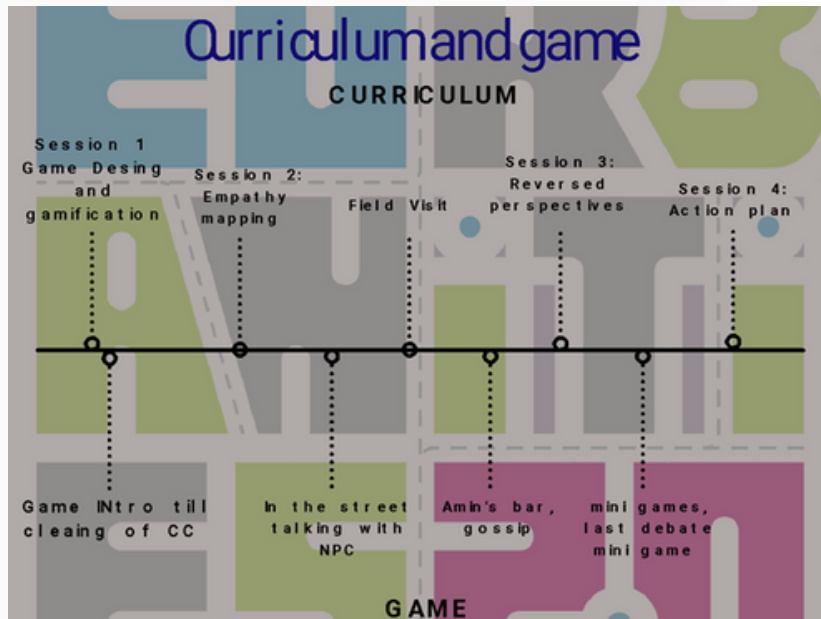 Curriculum and game
CURRICULUM
Session 1
Game Desing
and
gamification
Session 2:
Empathy
mapping
Field Visit
Session 3:
Reversed
perspectives
Session 4:
Action plan
Game INtro till
cleaing of CC
In the street
talking with
NPC
Amin's bar,
gossip
mini games,
last debate
mini game
GAME